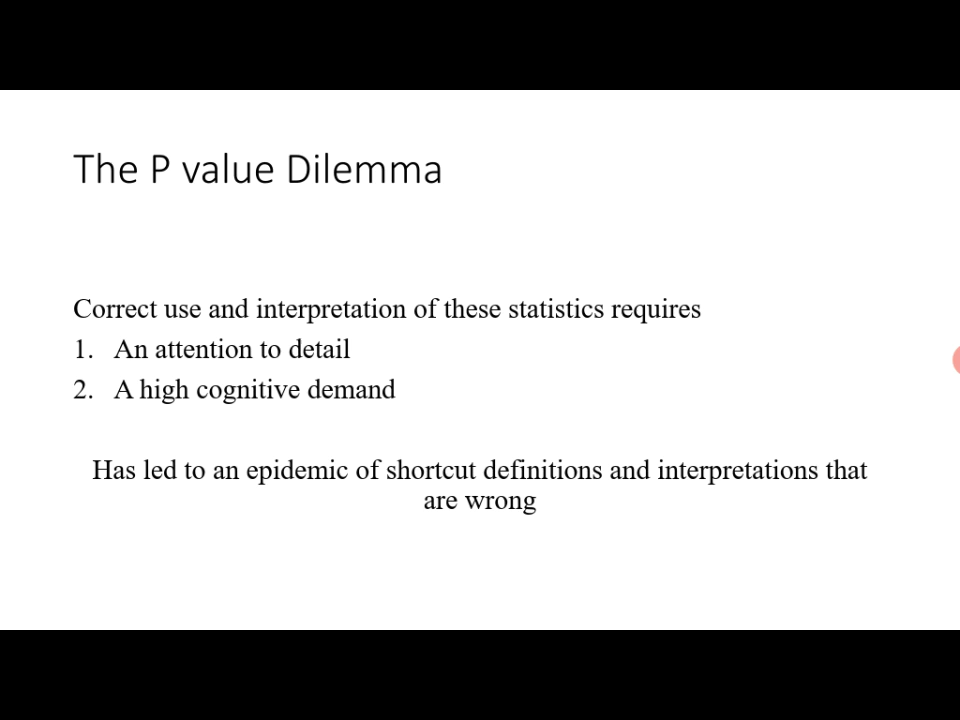 The P value Dilemma
Correct use and interpretation of these statistics requires
1. An attention to detail
2. A high cognitive demand
Has led to an epidemic of shortcut definitions and interpretations that
are wrong